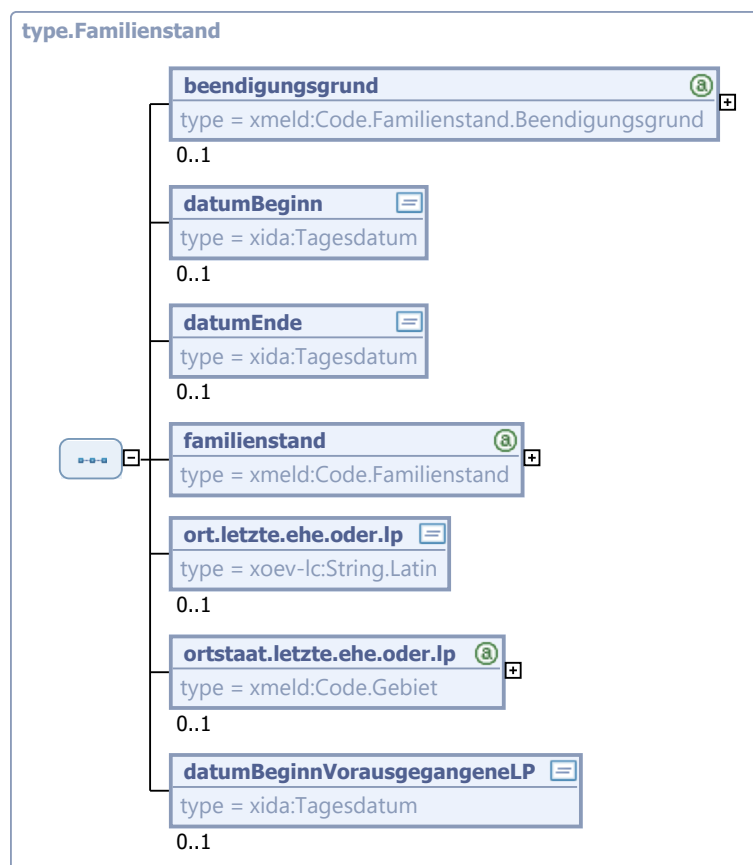 type.Familienstand
beendigungsgrund
type = xmeld:Code.Familienstand.Beendigungsgrund
0..1
datumBeginn
type = xida:Tagesdatum
0..1
datumEnde
type = xida:Tagesdatum
0..1
familienstand
type = xmeld:Code.Familienstand
ort.letzte.ehe.oder.lp
type = xoev-lc:String.Latin
0..1
ortstaat.letzte.ehe.oder.lp
type = xmeld:Code.Gebiet
0..1
datumBeginnVorausgegangeneLP
type = xida:Tagesdatum
0..1